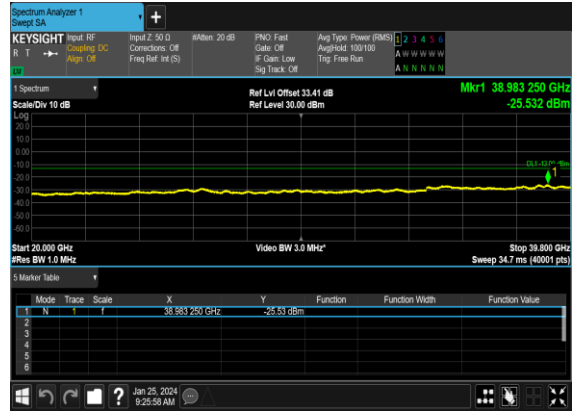 Spectrum Analyzer 1
Swept SA
+
KEYSIGHT
R T
LV
Input: RF
Coupling: DC
Align: Off
Input Z: 50 Ω
Corrections: Off
Freq Ref: Int (S)
#Atten: 20 dB
PNO: Fast
Gate: Off
IF Gain: Low
Sig Track: Off
Avg Type: Power (RMS)
Avg|Hold: 100/100
Trig: Free Run
1 2 3 4 5 6
A W W W W W
A N N N N N
1 Spectrum
Scale/Div 10 dB
Ref Lvl Offset 33.41 dB
Ref Level 30.00 dBm
Mkr1 38.983 250 GHz
-25.532 dBm
Log
20.0
10.0
0.00
-10.0
-20.0
-30.0
-40.0
-50.0
-60.0
DL1 -13.00 dBm
1
Start 20.000 GHz
#Res BW 1.0 MHz
Video BW 3.0 MHz*
Stop 39.800 GHz
Sweep 34.7 ms (40001 pts)
5 Marker Table
Mode Trace Scale X Y Function Function Width Function Value
1 N 1 f 38.983 250 GHz -25.53 dBm
2
3
4
5
6
?
Jan 25, 2024
9:25:58 AM